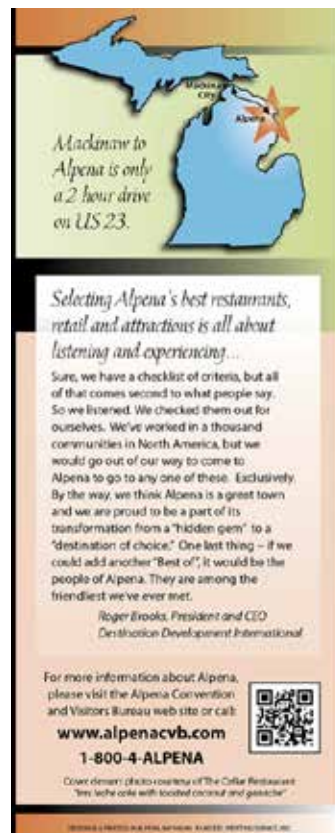 Mackinaw
City
Alpena
Mackinaw to
Alpena is only
a 2 hour drive
on US 23.
Selecting Alpena's best restaurants,
retail and attractions is all about
listening and experiencing...
Sure, we have a checklist of criteria, but all
of that comes second to what people say.
So we listened. We checked them out for
ourselves. We've worked in a thousand
communities in North America, but we
would go out of our way to come to
Alpena to go to any one of these. Exclusively.
By the way, we think Alpena is a great town
and we are proud to be a part of its
transformation from a "hidden gem" to a
"destination of choice." One last thing – if we
could add another "Best of", it would be the
people of Alpena. They are among the
friendliest we've ever met.
Roger Brooks, President and CEO
Destination Development International
For more information about Alpena,
please visit the Alpena Convention
and Visitors Bureau web site or call:
www.alpenacvb.com
1-800-4-ALPENA
Cover dessert photo courtesy of The Cellar Restaurant
"tres leche cake with toasted coconut and ganache"